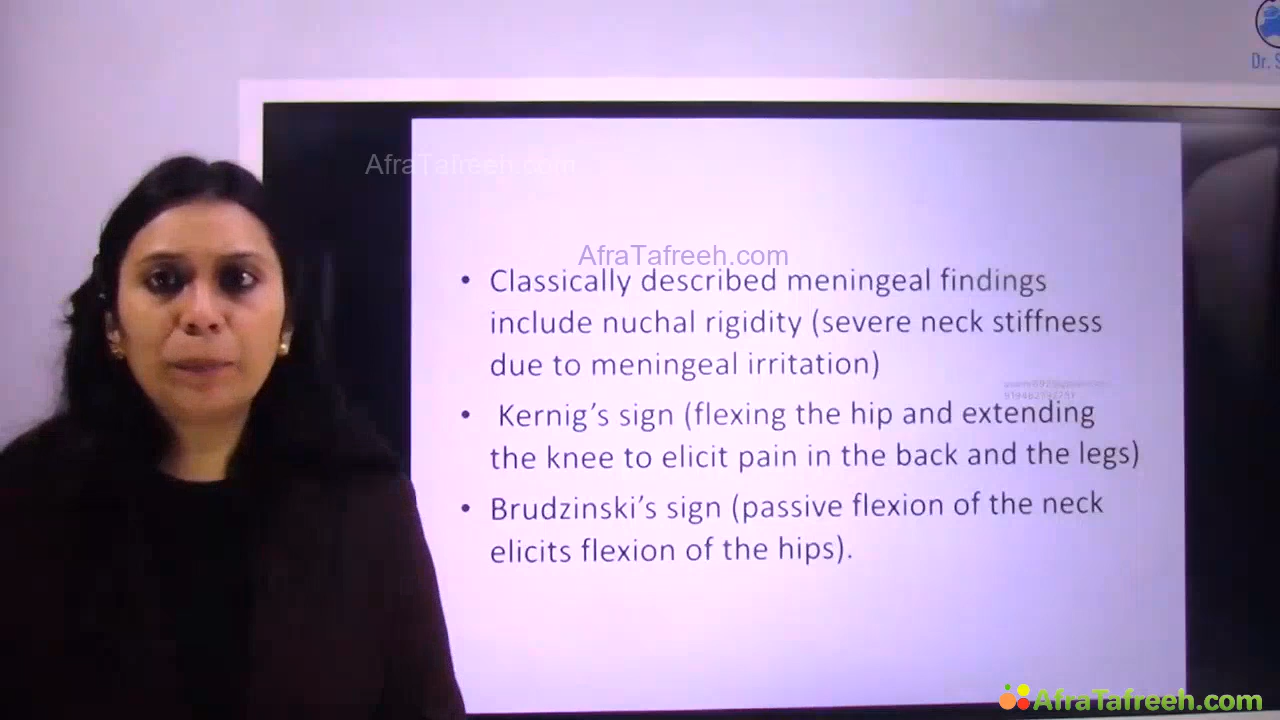 Dr. S
AfraTafreeh.com
AfraTafreeh.com
• Classically described meningeal findings
include nuchal rigidity (severe neck stiffness
due to meningeal irritation)
• Kernig’s sign (flexing the hip and extending
the knee to elicit pain in the back and the legs)
• Brudzinski’s sign (passive flexion of the neck
elicits flexion of the hips).
AfraTafreeh.com